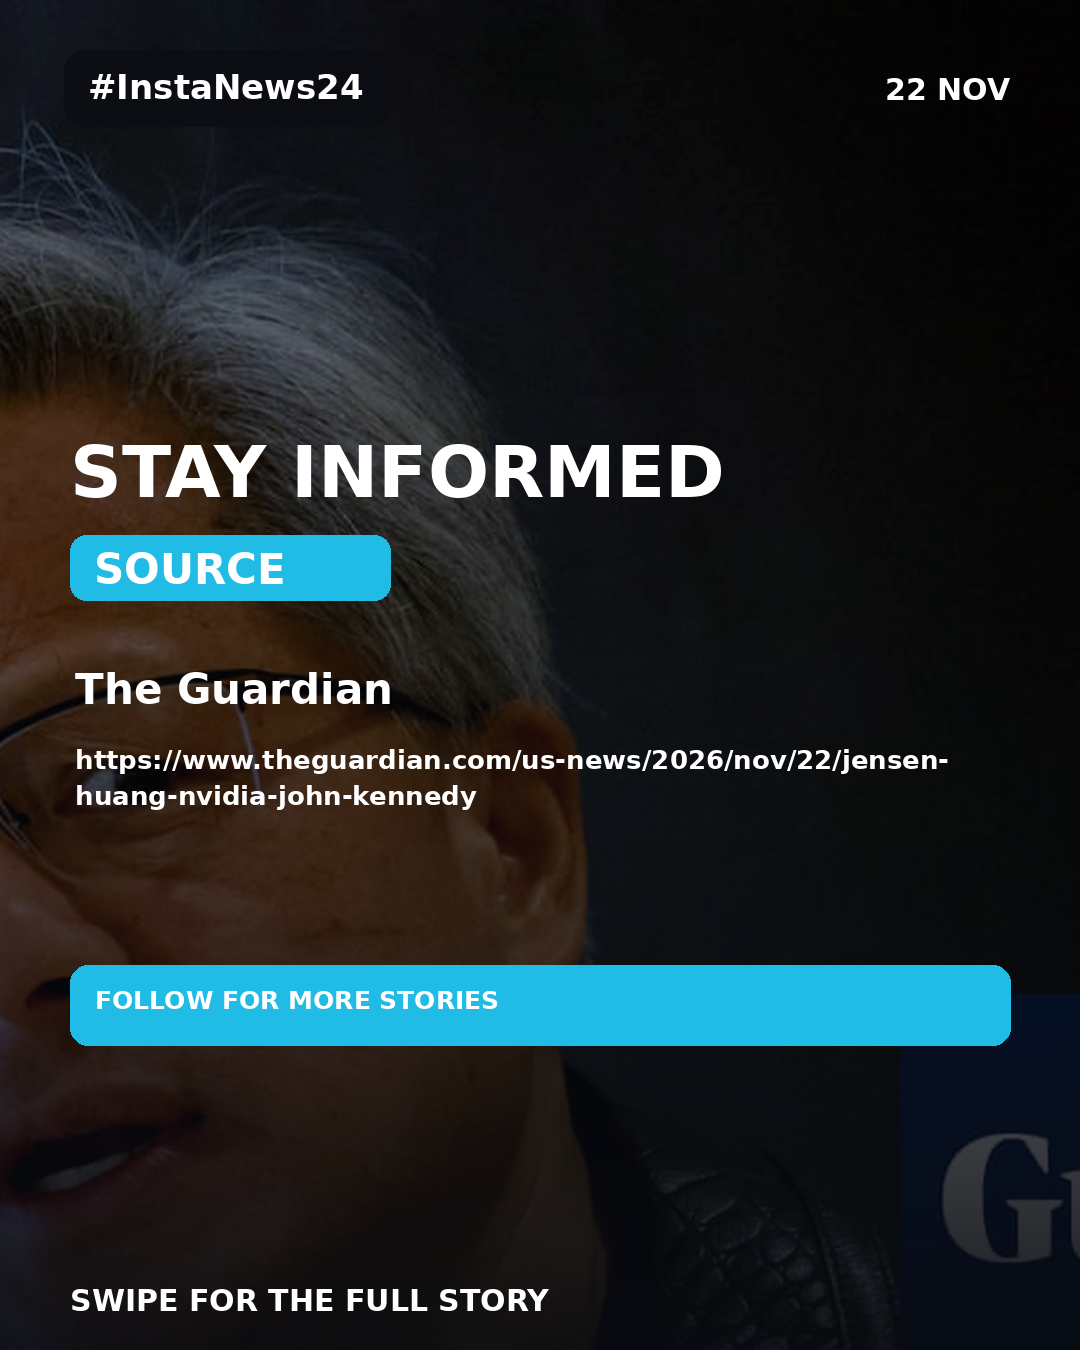 #InstaNews24
22 NOV
STAY INFORMED
SOURCE
The Guardian
https://www.theguardian.com/us-news/2026/nov/22/jensen-
huang-nvidia-john-kennedy
FOLLOW FOR MORE STORIES
SWIPE FOR THE FULL STORY